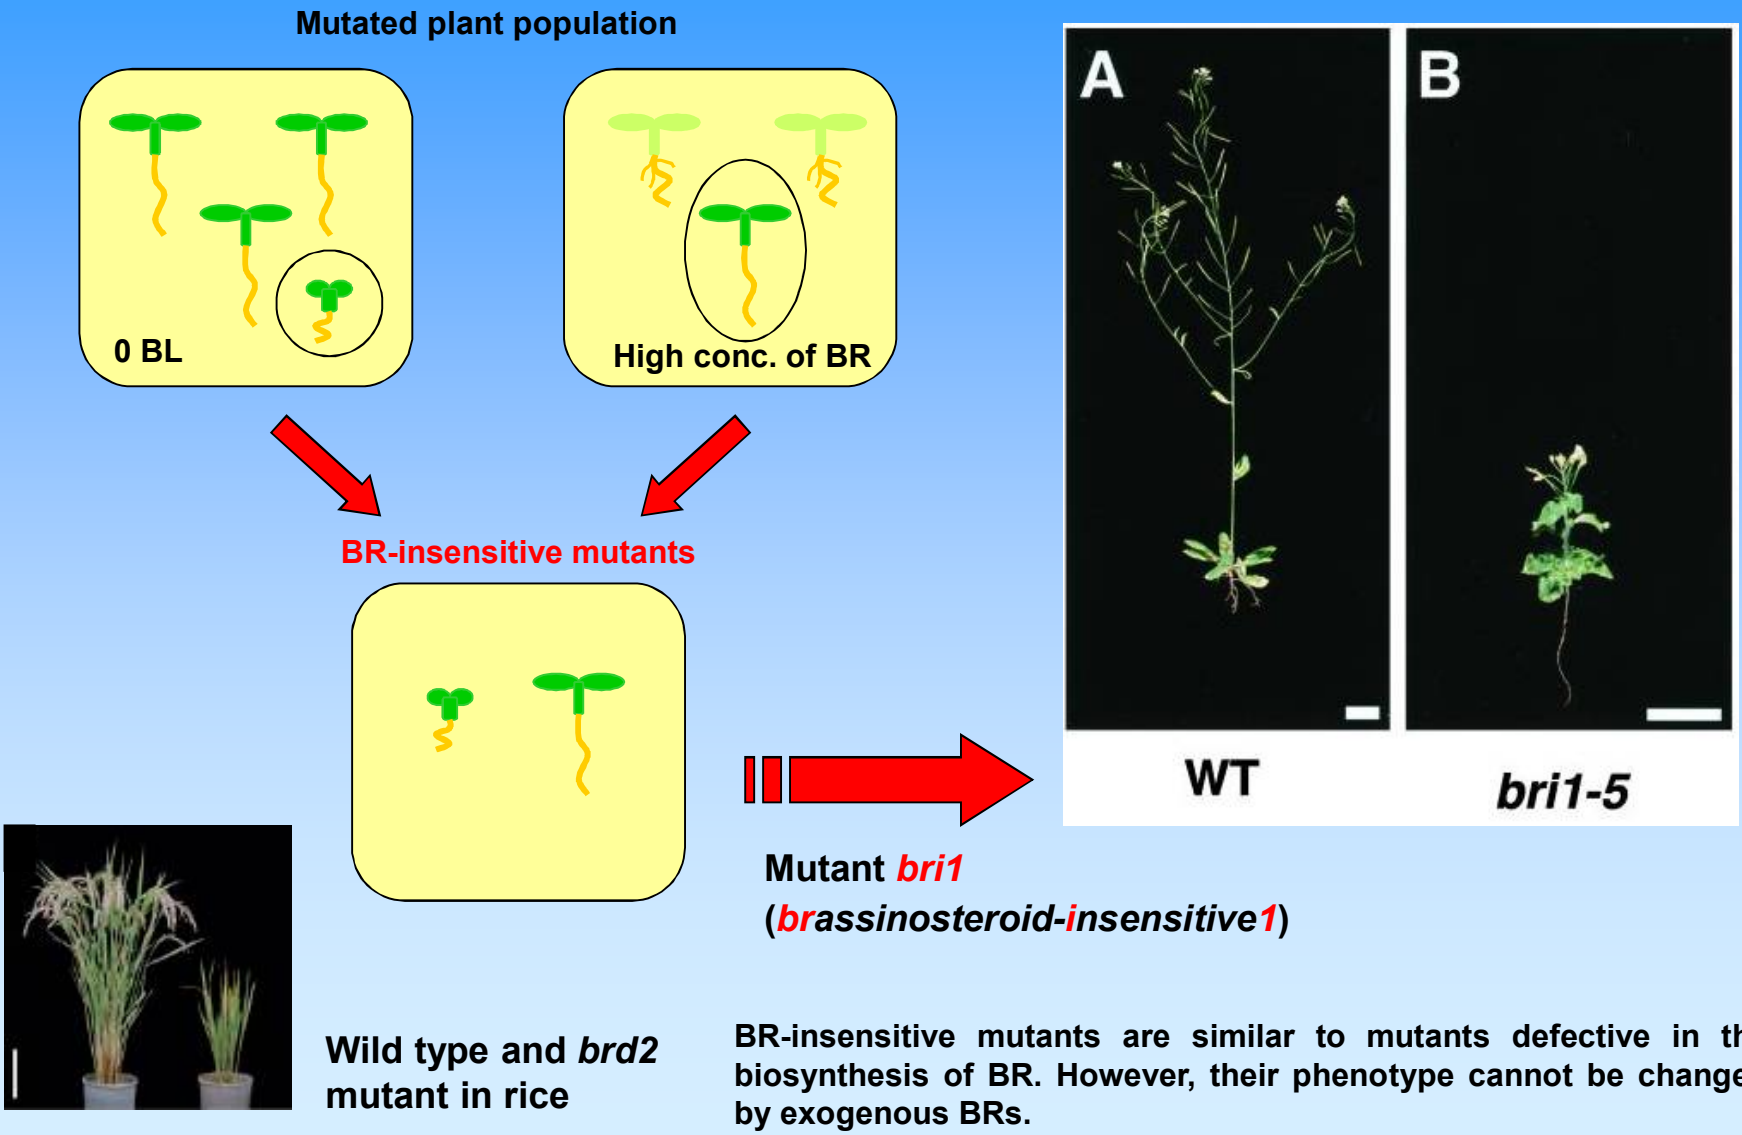 Mutated plant population
0 BL
High conc. of BR
BR-insensitive mutants
A
B
WT
bri1-5
Mutant bri1
(brassinosteroid-insensitive1)
Wild type and brd2
mutant in rice
BR-insensitive mutants are similar to mutants defective in th
biosynthesis of BR. However, their phenotype cannot be change
by exogenous BRs.